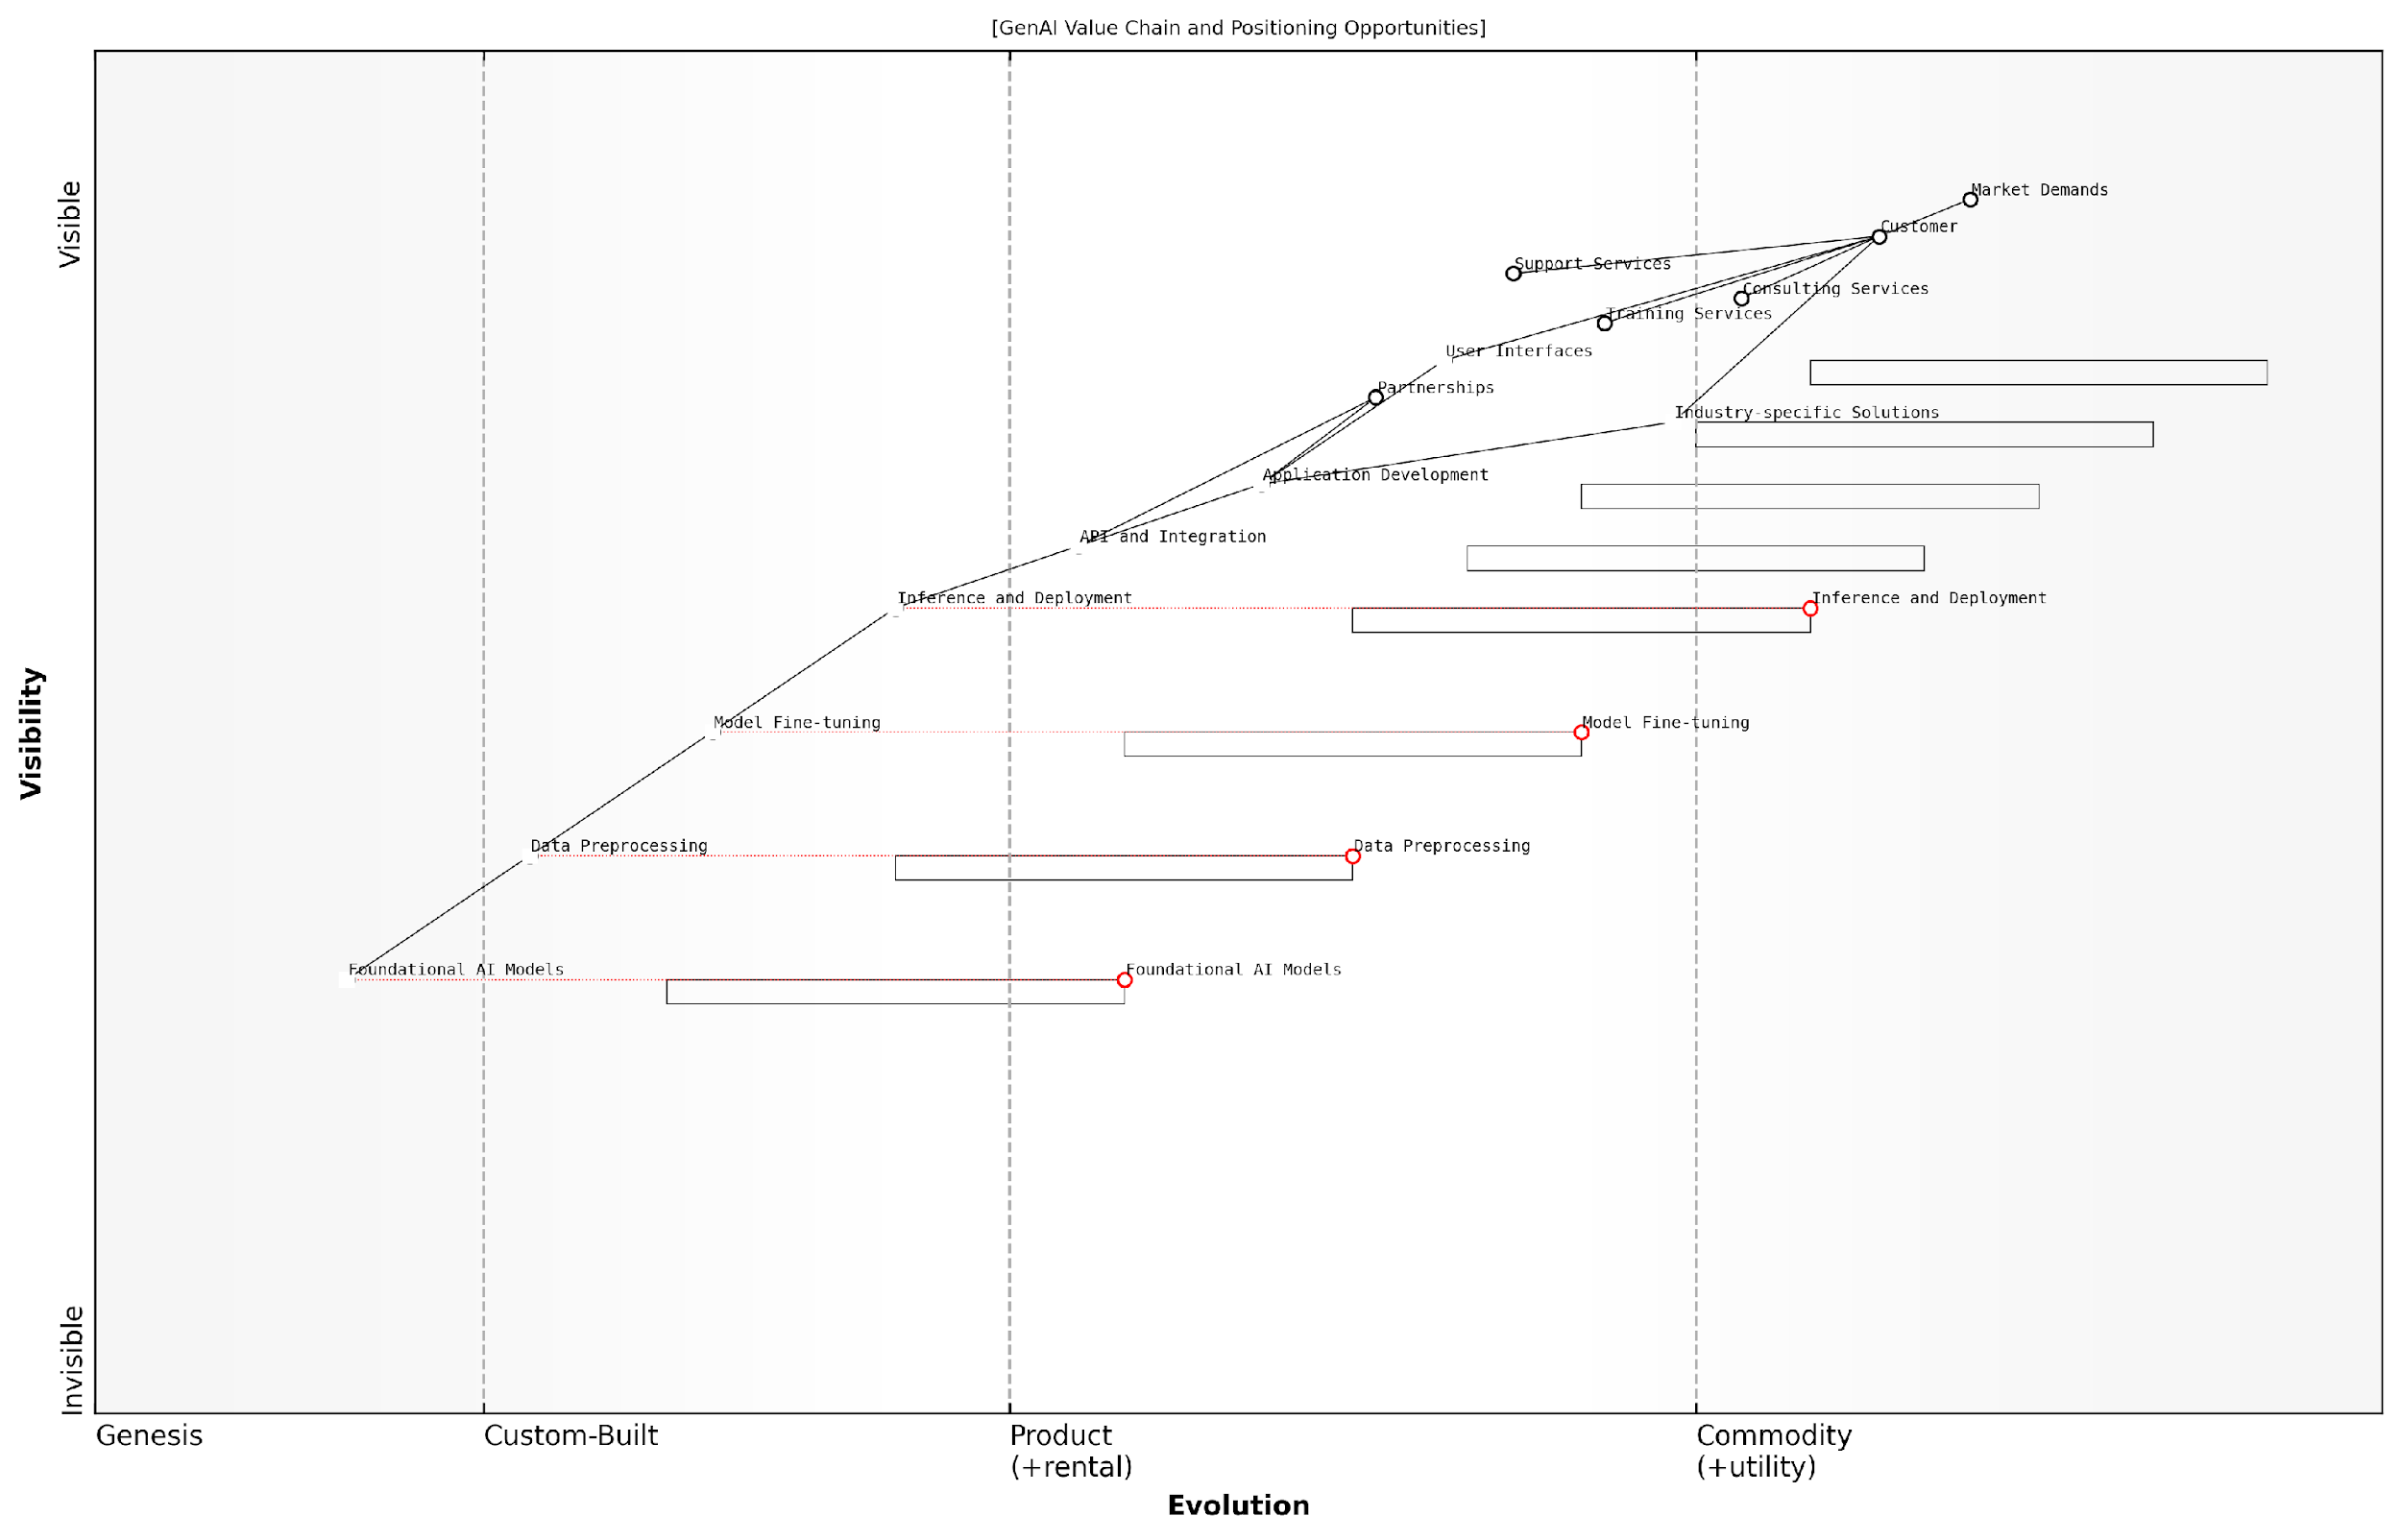 [GenAI Value Chain and Positioning Opportunities]
Visible
Market Demands
Customer
Support Services
Consulting Services
Training Services
User Interfaces
Partnerships
Industry-specific Solutions
Application Development
API and Integration
Inference and Deployment
Inference and Deployment
Visibility
Model Fine-tuning
Model Fine-tuning
Data Preprocessing
Data Preprocessing
Foundational AI Models
Foundational AI Models
Invisible
Genesis
Custom-Built
Product
(+rental)
Commodity
(+utility)
Evolution